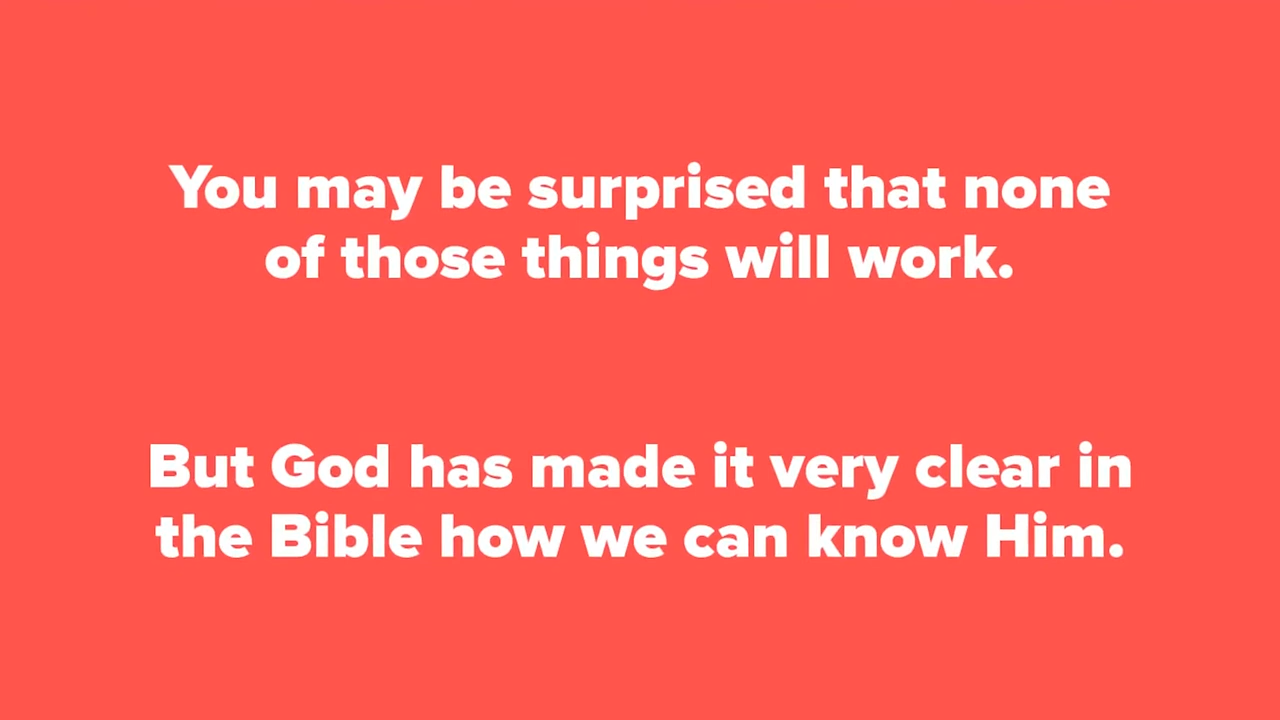 You may be surprised that none
of those things will work.
But God has made it very clear in
the Bible how we can know Him.